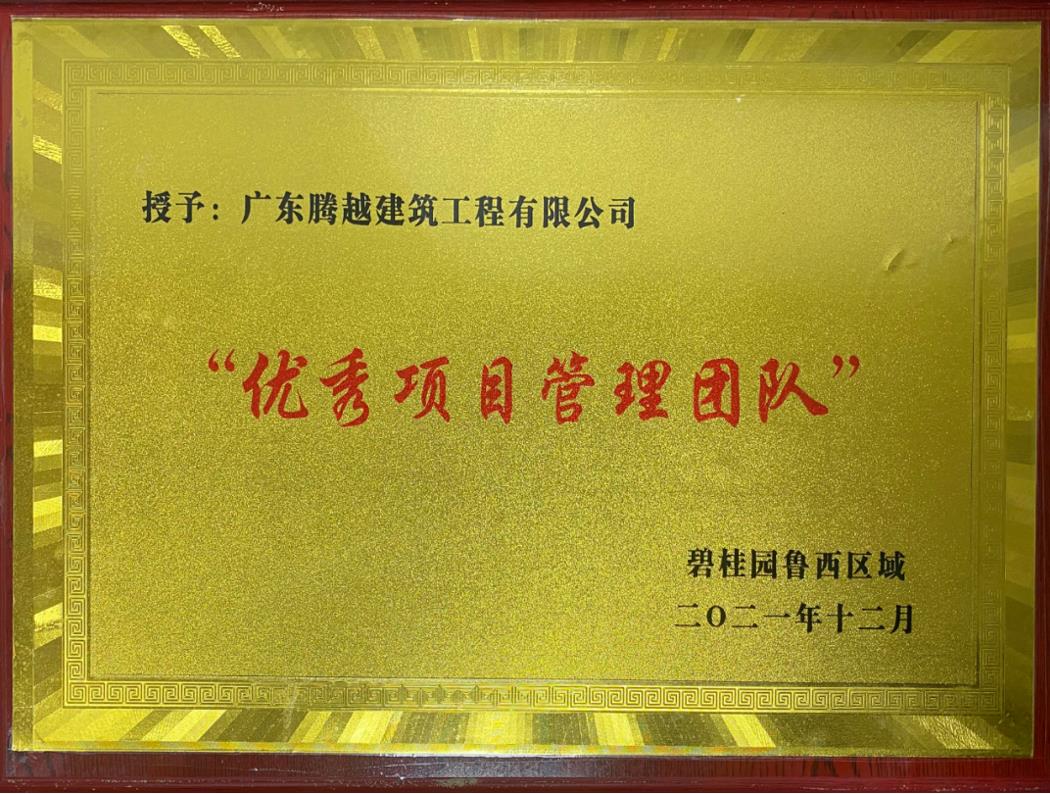 授予：广东腾越建筑工程有限公司
“优秀项目管理团队”
碧桂园鲁西区域
二〇二一年十二月